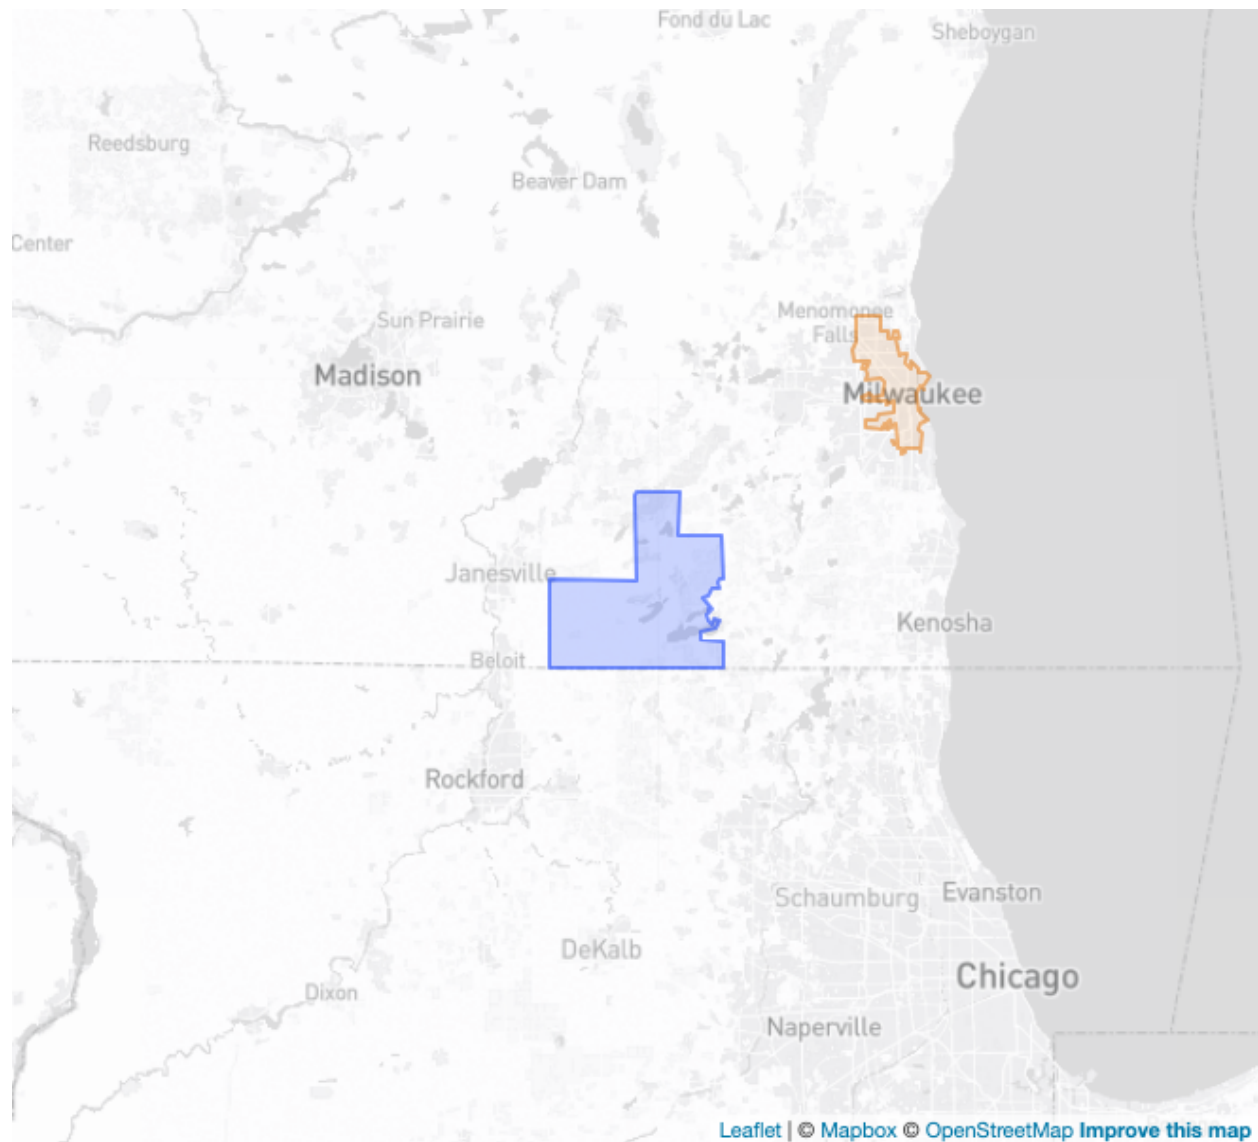 Fond du Lac
Sheboygan
Reedsburg
Beaver Dam
Center
Menomonee
Falls
Sun Prairie
Madison
Milwaukee
Janesville
Kenosha
Beloit
Rockford
Schaumburg
Evanston
DeKalb
Chicago
Dixon
Naperville
Leaflet | © Mapbox © OpenStreetMap Improve this map